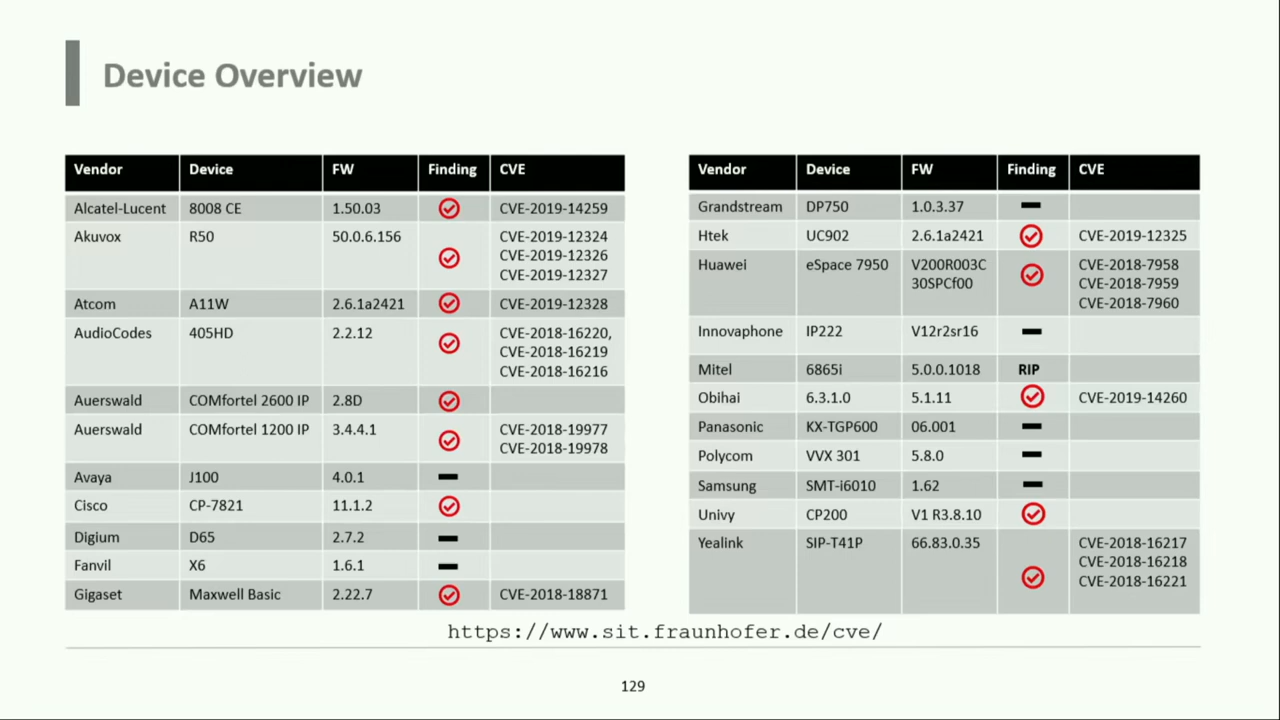 Device Overview
Vendor Device FW Finding CVE
Alcatel-Lucent 8008 CE 1.50.03 CVE-2019-14259
Akuvox R50 50.0.6.156 CVE-2019-12324
CVE-2019-12326
CVE-2019-12327
Atcom A11W 2.6.1a2421 CVE-2019-12328
AudioCodes 405HD 2.2.12 CVE-2018-16220,
CVE-2018-16219
CVE-2018-16216
Auerswald COMfortel 2600 IP 2.8D
Auerswald COMfortel 1200 IP 3.4.4.1 CVE-2018-19977
CVE-2018-19978
Avaya J100 4.0.1
Cisco CP-7821 11.1.2
Digium D65 2.7.2
Fanvil X6 1.6.1
Gigaset Maxwell Basic 2.22.7 CVE-2018-18871
Vendor Device FW Finding CVE
Grandstream DP750 1.0.3.37
Htek UC902 2.6.1a2421 CVE-2019-12325
Huawei eSpace 7950 V200R003C CVE-2018-7958
30SPCf00 CVE-2018-7959
CVE-2018-7960
Innovaphone IP222 V12r2sr16
Mitel 6865i 5.0.0.1018 RIP
Obihai 6.3.1.0 5.1.11 CVE-2019-14260
Panasonic KX-TGP600 06.001
Polycom VVX 301 5.8.0
Samsung SMT-i6010 1.62
Univy CP200 V1 R3.8.10
Yealink SIP-T41P 66.83.0.35 CVE-2018-16217
CVE-2018-16218
CVE-2018-16221
https://www.sit.fraunhofer.de/cve/
129